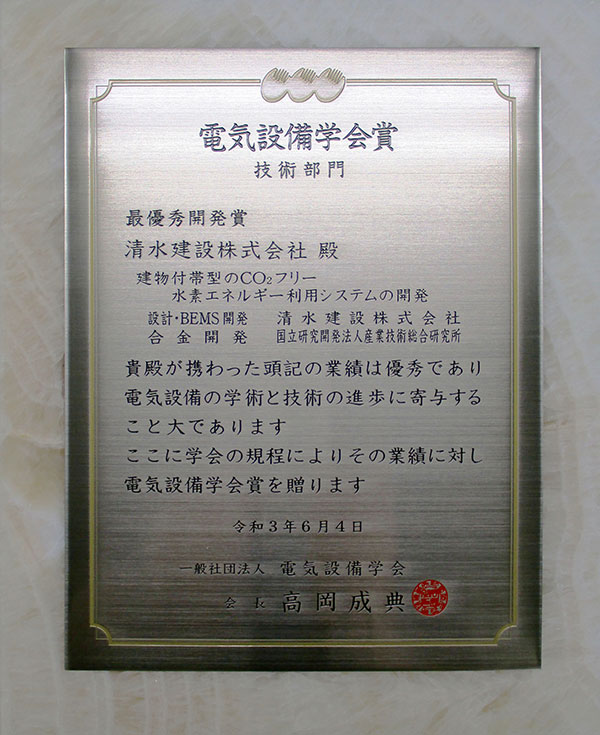 電気設備学会賞
技術部門
最優秀開発賞
清水建設株式会社 殿
建物付帯型のCO₂フリー
水素エネルギー利用システムの開発
設計・BEMS開発 清水建設株式会社
合金開発 国立研究開発法人産業技術総合研究所
貴殿が携わった頭記の業績は優秀であり
電気設備の学術と技術の進歩に寄与する
こと大であります
ここに学会の規程によりその業績に対し
電気設備学会賞を贈ります
令和3年6月4日
一般社団法人 電気設備学会
会長 高岡成典